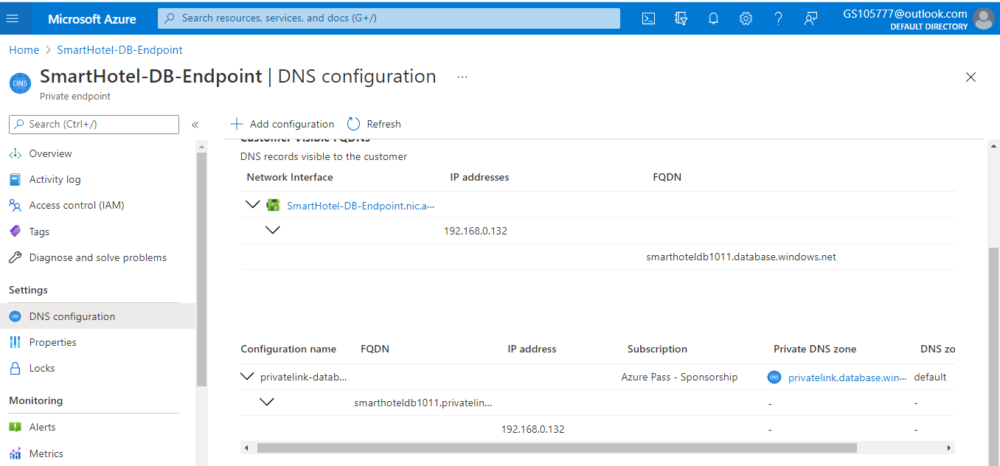 Microsoft Azure
Search resources, services, and docs (G+/)
GS105777@outlook.com
DEFAULT DIRECTORY
Home > SmartHotel-DB-Endpoint
DNS
SmartHotel-DB-Endpoint | DNS configuration ...
Private endpoint
Search (Ctrl+/)
«
Overview
Activity log
Access control (IAM)
Tags
Diagnose and solve problems
Settings
DNS configuration
Properties
Locks
Monitoring
Alerts
Metrics
+ Add configuration Refresh
Customer Visible FQDNs
DNS records visible to the customer
Network Interface IP addresses FQDN
SmartHotel-DB-Endpoint.nic.a...
192.168.0.132
smarthoteldb1011.database.windows.net
Configuration name FQDN IP address Subscription Private DNS zone DNS zo
privatelink-datab... Azure Pass - Sponsorship privatelink.database.win... default
smarthoteldb1011.privatelin... - -
192.168.0.132 - -